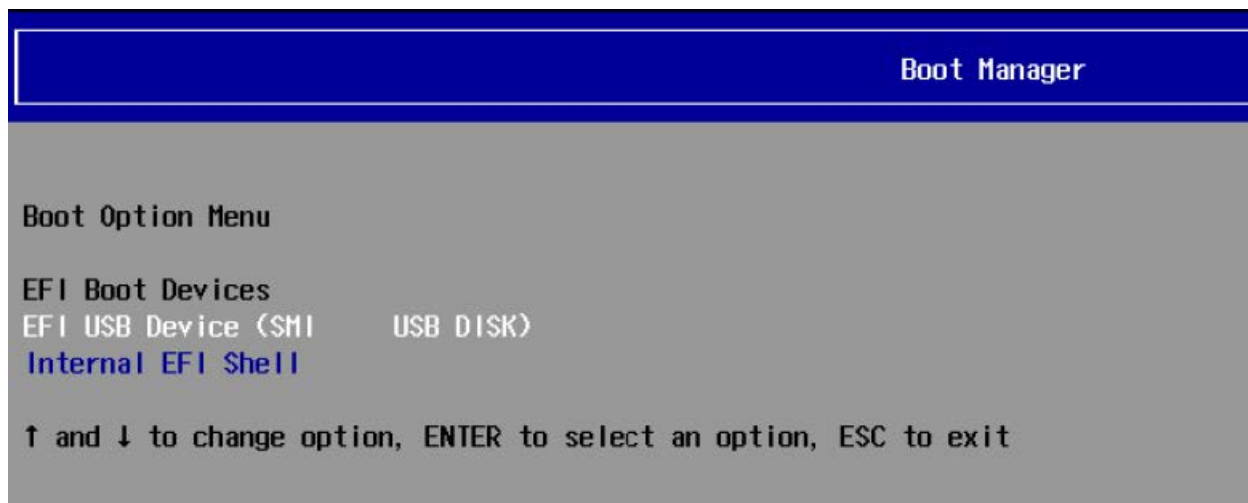 Boot Manager
Boot Option Menu
EFI Boot Devices
EFI USB Device (SMI     USB DISK)
Internal EFI Shell
↑ and ↓ to change option, ENTER to select an option, ESC to exit